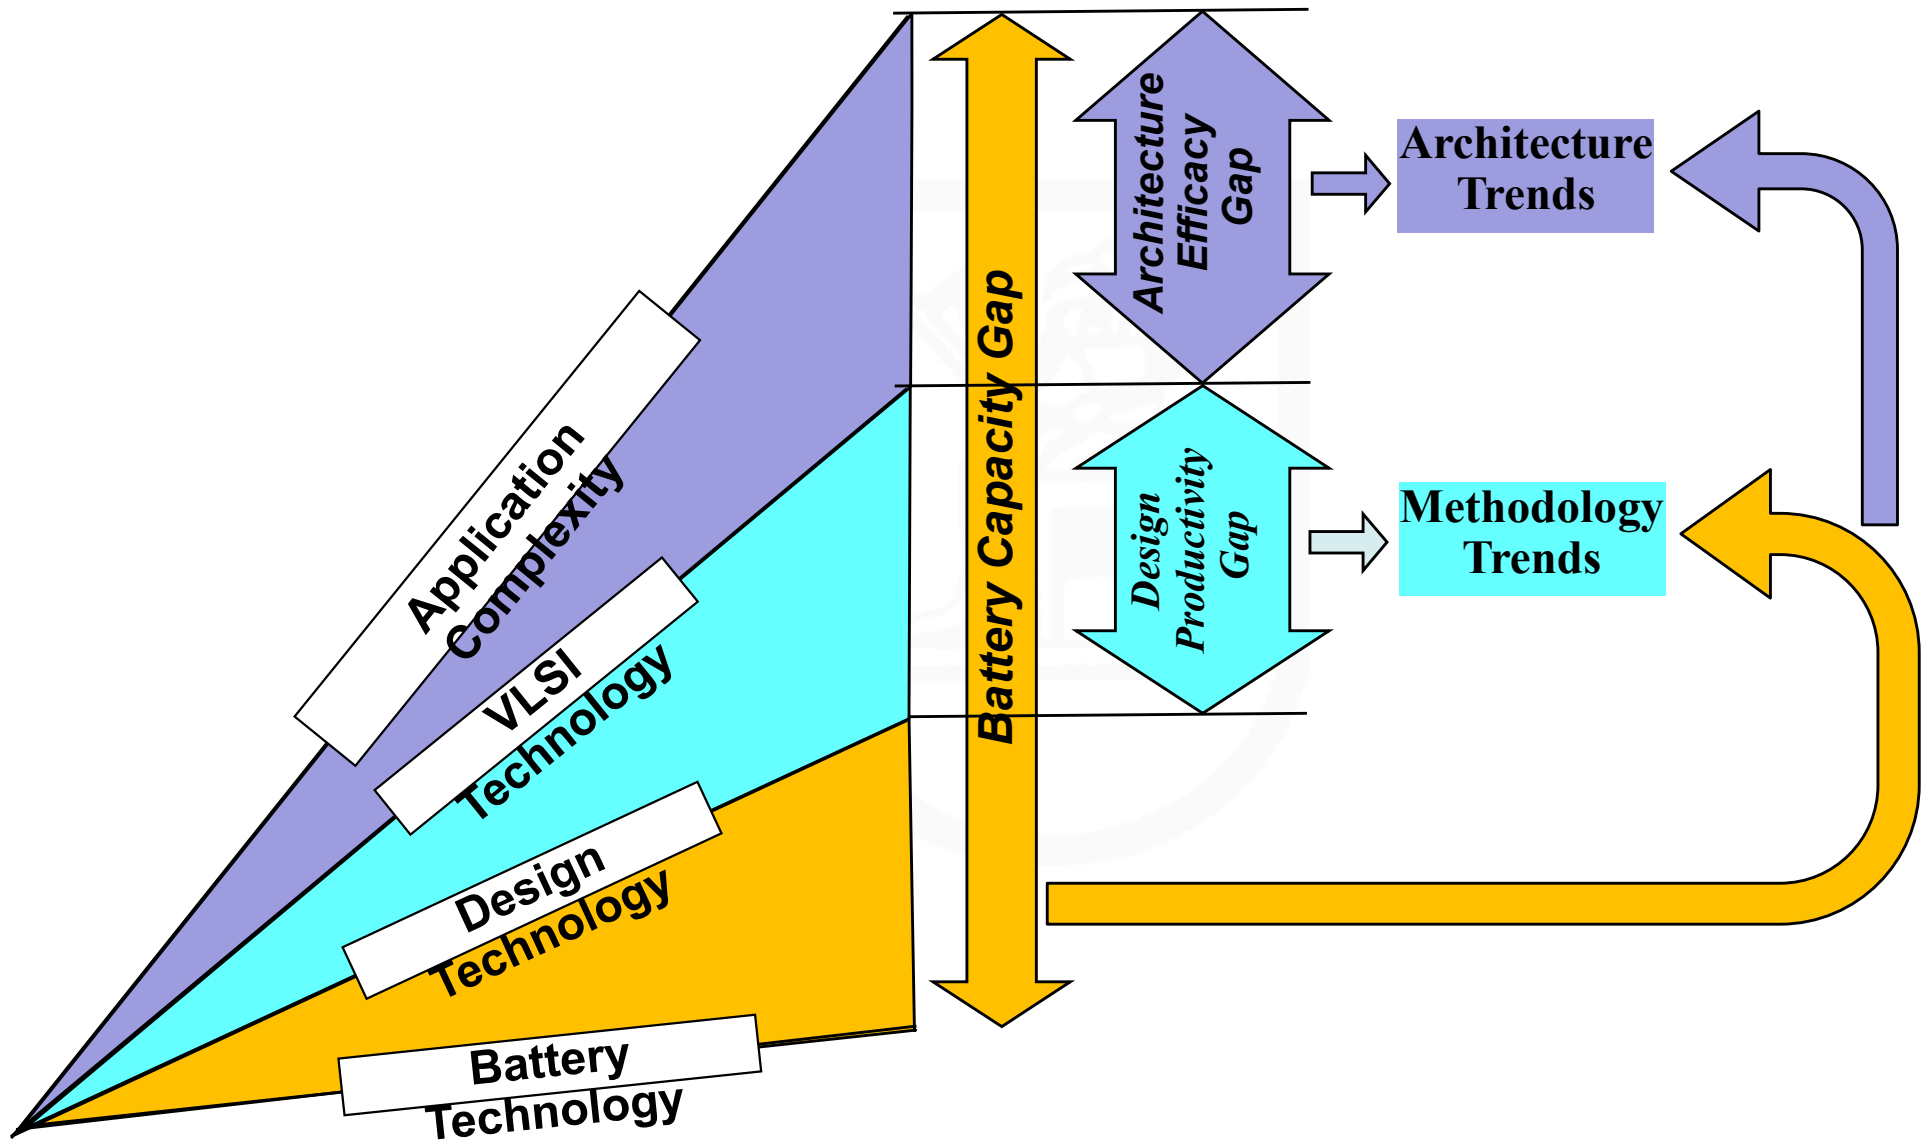 Application
Complexity
VLSI
Technology
Design
Technology
Battery
Technology
Battery Capacity Gap
Architecture
Efficacy
Gap
Design
Productivity
Gap
Architecture
Trends
Methodology
Trends